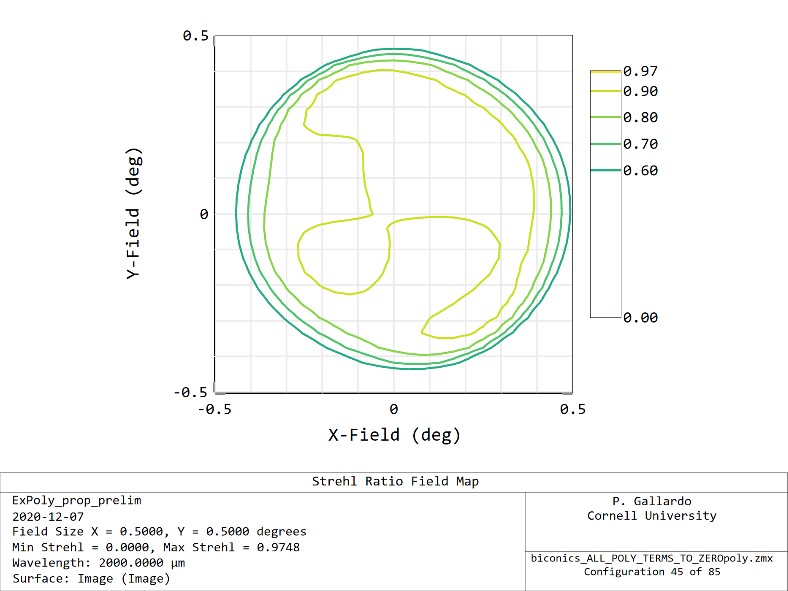 0.5
0
-0.5
Y-Field (deg)
-0.5 0 0.5
X-Field (deg)
0.97
0.90
0.80
0.70
0.60
0.00
Strehl Ratio Field Map
ExPoly_prop_prelim
2020-12-07
Field Size X = 0.5000, Y = 0.5000 degrees
Min Strehl = 0.0000, Max Strehl = 0.9748
Wavelength: 2000.0000 µm
Surface: Image (Image)
P. Gallardo
Cornell University
biconics_ALL_POLY_TERMS_TO_ZEROpoly.zmx
Configuration 45 of 85